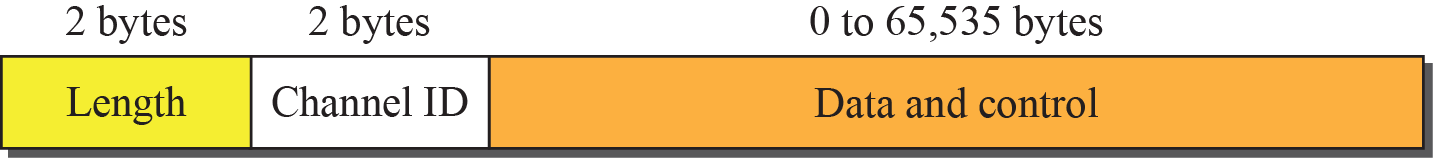 2 bytes 2 bytes 0 to 65,535 bytes
Length Channel ID Data and control